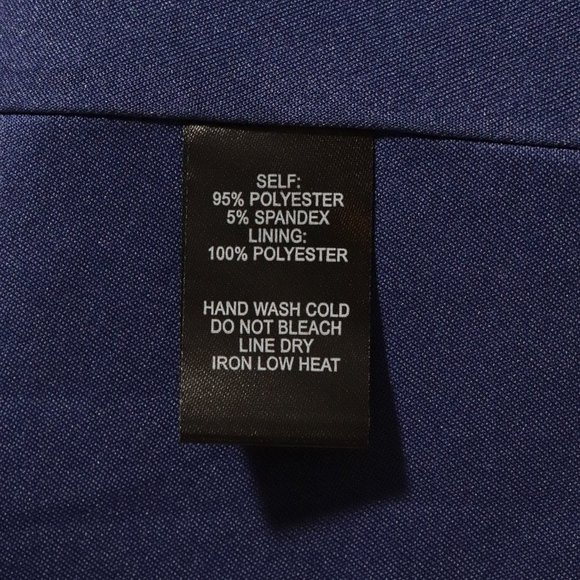 SELF:
95% POLYESTER
5% SPANDEX
LINING:
100% POLYESTER
HAND WASH COLD
DO NOT BLEACH
LINE DRY
IRON LOW HEAT